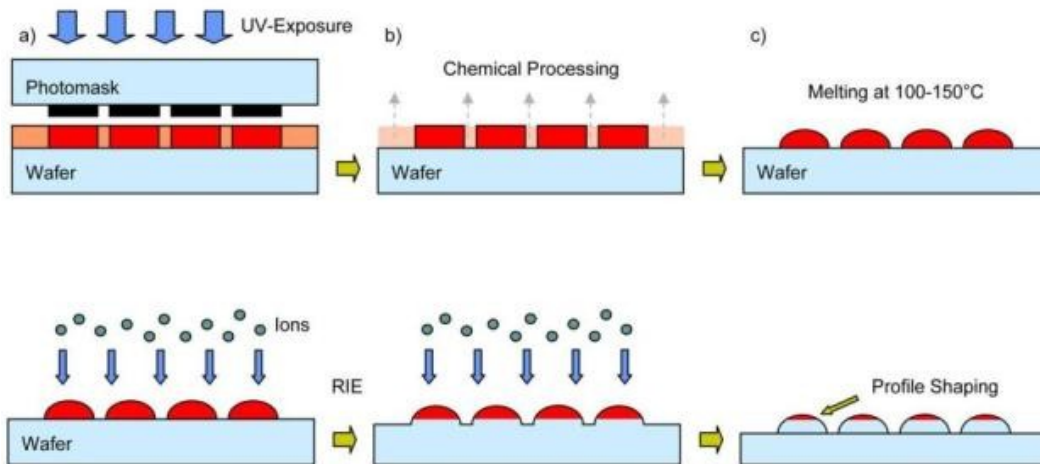 a)
UV-Exposure
Photomask
Wafer
b)
Chemical Processing
Wafer
c)
Melting at 100-150°C
Wafer
Ions
Wafer
RIE
Profile Shaping